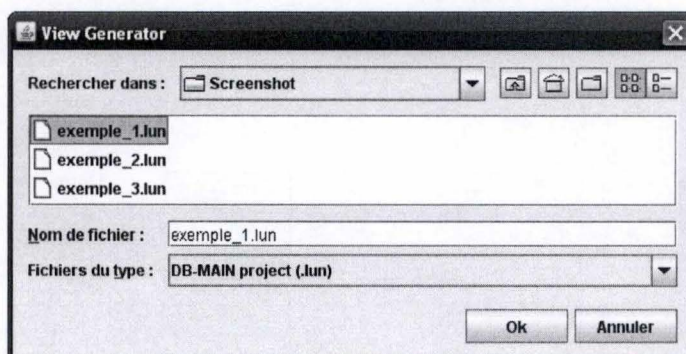 View Generator
Rechercher dans : Screenshot
exemple_1.lun
exemple_2.lun
exemple_3.lun
Nom de fichier : exemple_1.lun
Fichiers du type : DB-MAIN project (.lun)
Ok Annuler